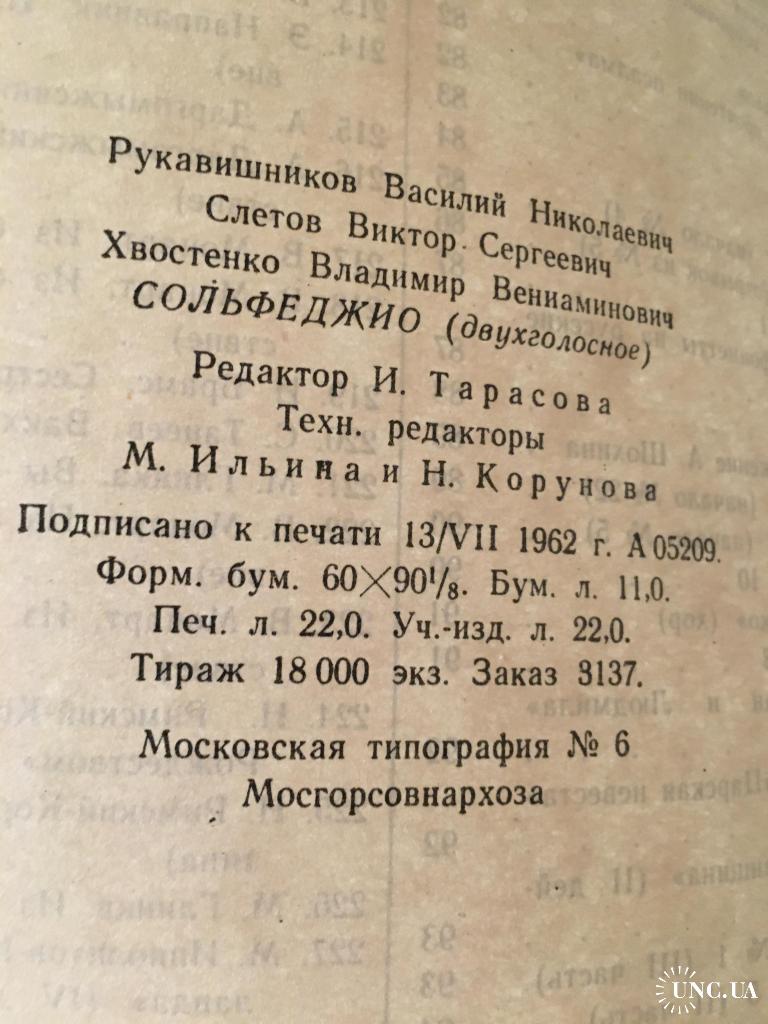 Рукавишников Василий Николаевич
Слетов Виктор Сергеевич
Хвостенко Владимир Вениаминович
СОЛЬФЕДЖИО (двухголосное)
Редактор И. Тарасова
Техн. редакторы
М. Ильина и Н. Корунова
Подписано к печати 13/VII 1962 г. А 05209.
Форм. бум. 60×90¹/₈. Бум. л. 11,0.
Печ. л. 22,0. Уч.-изд. л. 22,0.
Тираж 18 000 экз. Заказ 3137.
Московская типография № 6
Мосгорсовнархоза
UNC.UA